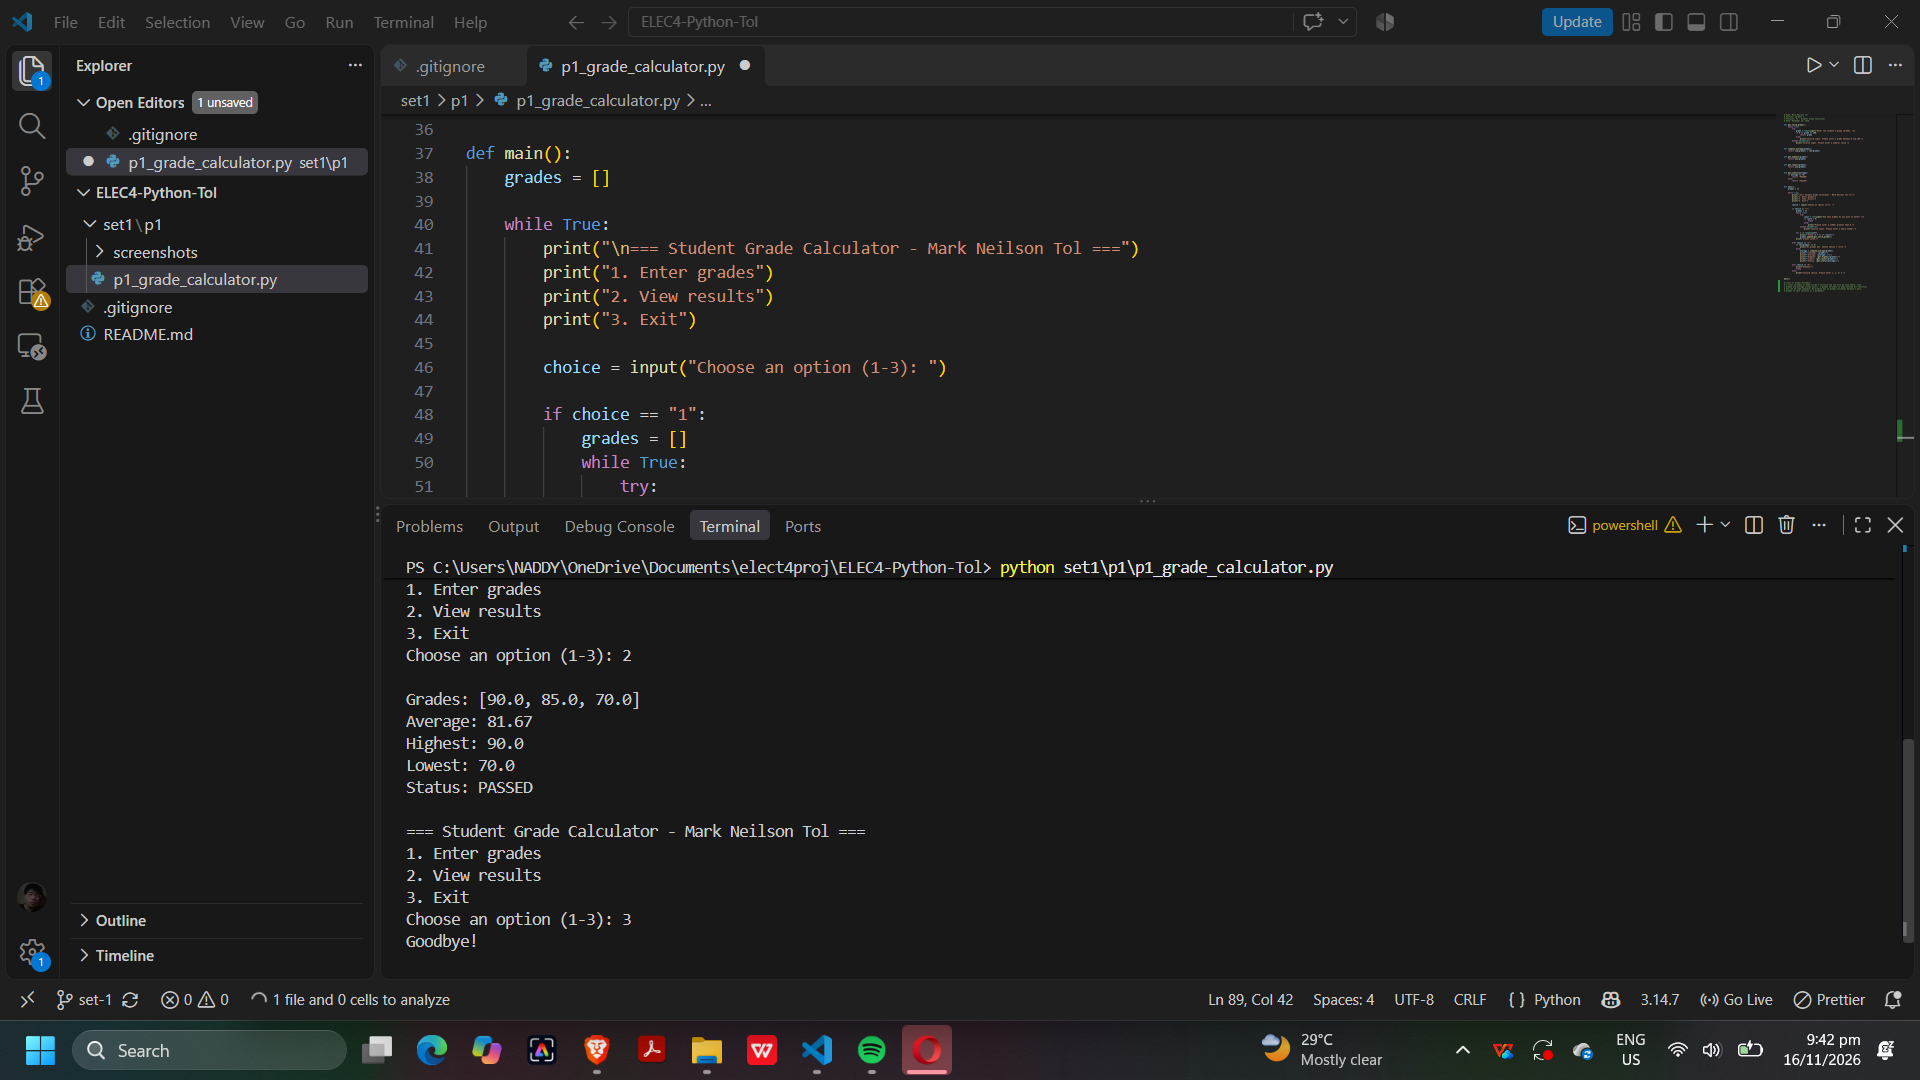 File Edit Selection View Go Run Terminal Help
ELEC4-Python-Tol
Update
Explorer
Open Editors 1 unsaved
.gitignore
p1_grade_calculator.py set1\p1
ELEC4-Python-Tol
set1\p1
screenshots
p1_grade_calculator.py
.gitignore
README.md
Outline
Timeline
.gitignore p1_grade_calculator.py
set1 > p1 > p1_grade_calculator.py > ...
36
37 def main():
38 grades = []
39
40 while True:
41 print("\n=== Student Grade Calculator - Mark Neilson Tol ===")
42 print("1. Enter grades")
43 print("2. View results")
44 print("3. Exit")
45
46 choice = input("Choose an option (1-3): ")
47
48 if choice == "1":
49 grades = []
50 while True:
51 try:
Problems Output Debug Console Terminal Ports
powershell
PS C:\Users\NADDY\OneDrive\Documents\elect4proj\ELEC4-Python-Tol> python set1\p1\p1_grade_calculator.py
1. Enter grades
2. View results
3. Exit
Choose an option (1-3): 2
Grades: [90.0, 85.0, 70.0]
Average: 81.67
Highest: 90.0
Lowest: 70.0
Status: PASSED
=== Student Grade Calculator - Mark Neilson Tol ===
1. Enter grades
2. View results
3. Exit
Choose an option (1-3): 3
Goodbye!
1
1
set-1 0 0 1 file and 0 cells to analyze Ln 89, Col 42 Spaces: 4 UTF-8 CRLF { } Python 3.14.7 Go Live Prettier
Search
29°C
Mostly clear
ENG
US
9:42 pm
16/11/2026